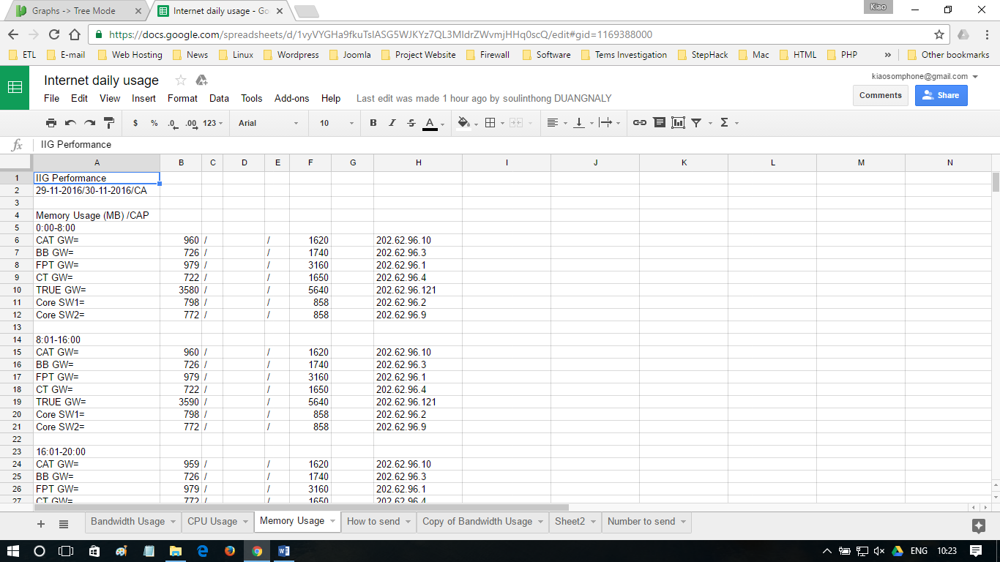 Graphs -> Tree Mode
Internet daily usage - Go
Kiao
https://docs.google.com/spreadsheets/d/1vyVYGHa9fkuTslASG5WJKYz7QL3MldrZWvmjHHq0scQ/edit#gid=1169388000
ETL E-mail Web Hosting News Linux Wordpress Joomla Project Website Firewall Software Tems Investigation StepHack Mac HTML PHP » Other bookmarks
Internet daily usage
kiaosomphone@gmail.com
File Edit View Insert Format Data Tools Add-ons Help Last edit was made 1 hour ago by soulinthong DUANGNALY
Comments Share
$ % .0 .00 123 Arial 10 B I S A Σ
fx IIG Performance
A B C D E F G H I J K L M N
1 IIG Performance
2 29-11-2016/30-11-2016/CA
3
4 Memory Usage (MB) /CAP
5 0:00-8:00
6 CAT GW= 960 / / 1620 202.62.96.10
7 BB GW= 726 / / 1740 202.62.96.3
8 FPT GW= 979 / / 3160 202.62.96.1
9 CT GW= 722 / / 1650 202.62.96.4
10 TRUE GW= 3580 / / 5640 202.62.96.121
11 Core SW1= 798 / / 858 202.62.96.2
12 Core SW2= 772 / / 858 202.62.96.9
13
14 8:01-16:00
15 CAT GW= 960 / / 1620 202.62.96.10
16 BB GW= 726 / / 1740 202.62.96.3
17 FPT GW= 979 / / 3160 202.62.96.1
18 CT GW= 722 / / 1650 202.62.96.4
19 TRUE GW= 3590 / / 5640 202.62.96.121
20 Core SW1= 798 / / 858 202.62.96.2
21 Core SW2= 772 / / 858 202.62.96.9
22
23 16:01-20:00
24 CAT GW= 959 / / 1620 202.62.96.10
25 BB GW= 726 / / 1740 202.62.96.3
26 FPT GW= 979 / / 3160 202.62.96.1
27 CT GW= 772 / / 1650 202.62.96.4
Bandwidth Usage CPU Usage Memory Usage How to send Copy of Bandwidth Usage Sheet2 Number to send
ENG 10:23